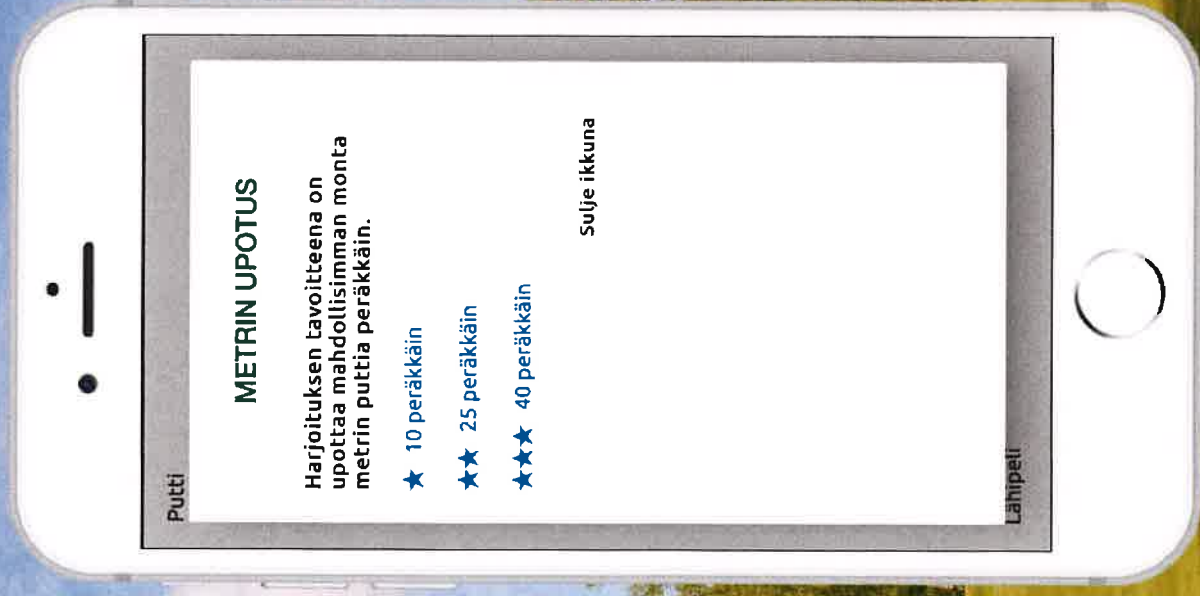 Putti
METRIN UPOTUS
Harjoituksen tavoitteena on
upottaa mahdollisimman monta
metrin puttia peräkkäin.
★ 10 peräkkäin
★★ 25 peräkkäin
★★★ 40 peräkkäin
Sulje ikkuna
Lähipeli